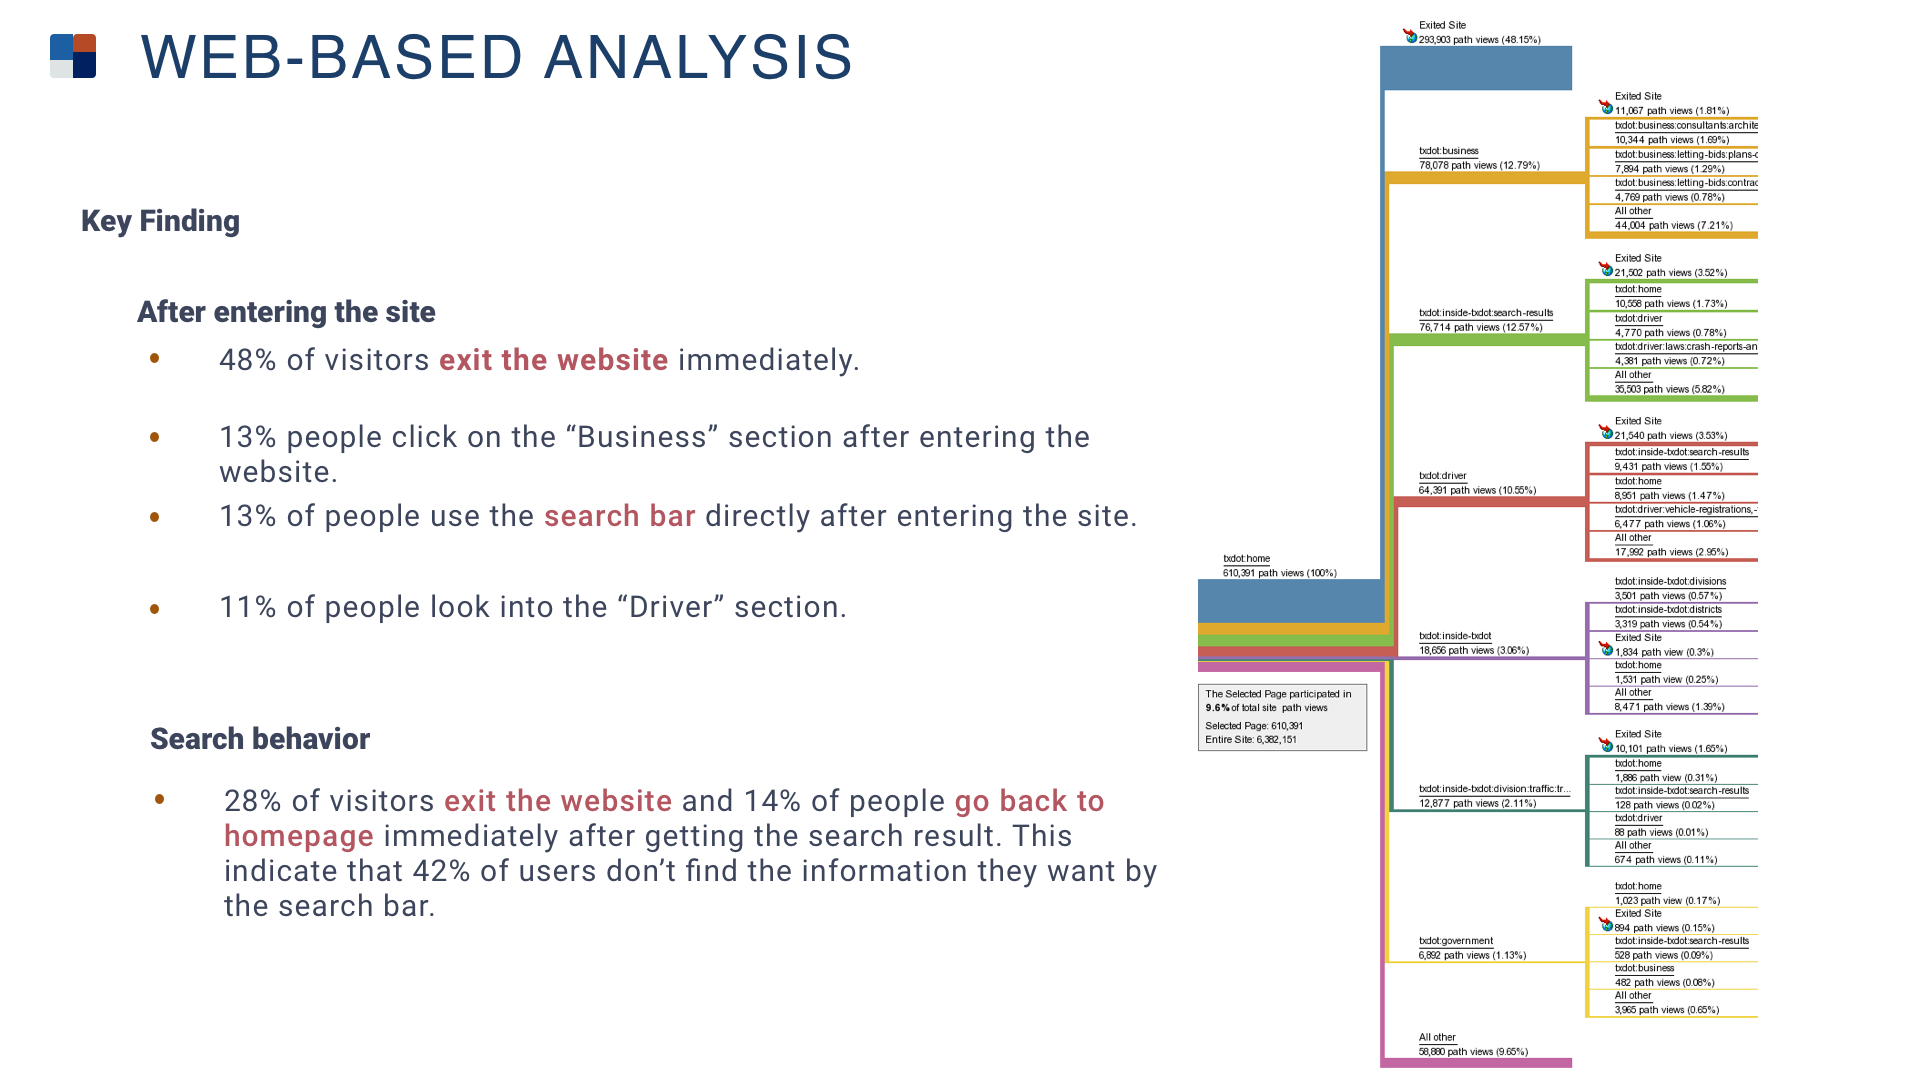 WEB-BASED ANALYSIS
Key Finding
After entering the site
• 48% of visitors exit the website immediately.
• 13% people click on the “Business” section after entering the
website.
• 13% of people use the search bar directly after entering the site.
• 11% of people look into the “Driver” section.
Search behavior
• 28% of visitors exit the website and 14% of people go back to
homepage immediately after getting the search result. This
indicate that 42% of users don’t find the information they want by
the search bar.
txdot:home
610,391 path views (100%)
The Selected Page participated in
9.6% of total site path views
Selected Page: 610,391
Entire Site: 6,382,151
Exited Site
293,903 path views (48.15%)
txdot:business
78,078 path views (12.79%)
Exited Site
11,067 path views (1.81%)
txdot:business:consultants:archite
10,344 path views (1.69%)
txdot:business:letting-bids:plans-
7,894 path views (1.29%)
txdot:business:letting-bids:contrac
4,769 path views (0.78%)
All other
44,004 path views (7.21%)
txdot:inside-txdot:search-results
76,714 path views (12.57%)
Exited Site
21,502 path views (3.52%)
txdot:home
10,558 path views (1.73%)
txdot:driver
4,770 path views (0.78%)
txdot:driver:laws:crash-reports-an
4,381 path views (0.72%)
All other
35,503 path views (5.82%)
txdot:driver
64,391 path views (10.55%)
Exited Site
21,540 path views (3.53%)
txdot:inside-txdot:search-results
9,431 path views (1.55%)
txdot:home
8,951 path views (1.47%)
txdot:driver:vehicle-registrations,-
6,477 path views (1.06%)
All other
17,992 path views (2.95%)
txdot:inside-txdot
18,656 path views (3.06%)
txdot:inside-txdot:divisions
3,501 path views (0.57%)
txdot:inside-txdot:districts
3,319 path views (0.54%)
Exited Site
1,834 path view (0.3%)
txdot:home
1,531 path view (0.25%)
All other
8,471 path views (1.39%)
txdot:inside-txdot:division:traffic:tr...
12,877 path views (2.11%)
Exited Site
10,101 path views (1.65%)
txdot:home
1,886 path view (0.31%)
txdot:inside-txdot:search-results
128 path views (0.02%)
txdot:driver
88 path views (0.01%)
All other
674 path views (0.11%)
txdot:government
6,892 path views (1.13%)
txdot:home
1,023 path view (0.17%)
Exited Site
894 path views (0.15%)
txdot:inside-txdot:search-results
528 path views (0.09%)
txdot:business
482 path views (0.08%)
All other
3,965 path views (0.65%)
All other
58,880 path views (9.65%)